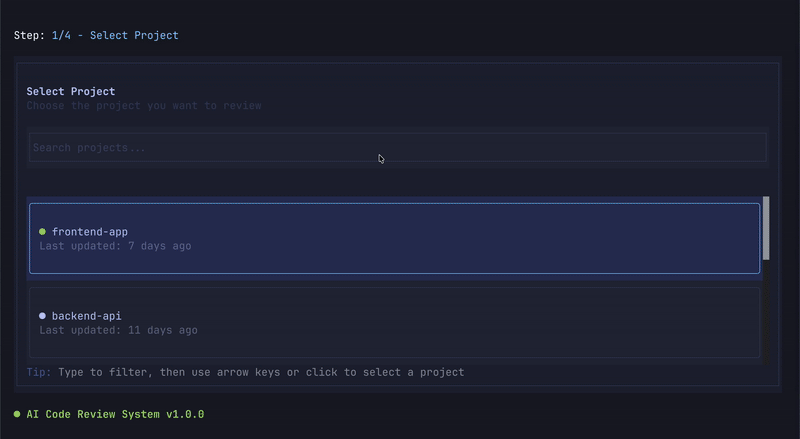 Step: 1/4 - Select Project
Select Project
Choose the project you want to review
Search projects...
frontend-app
Last updated: 7 days ago
backend-api
Last updated: 11 days ago
Tip: Type to filter, then use arrow keys or click to select a project
AI Code Review System v1.0.0